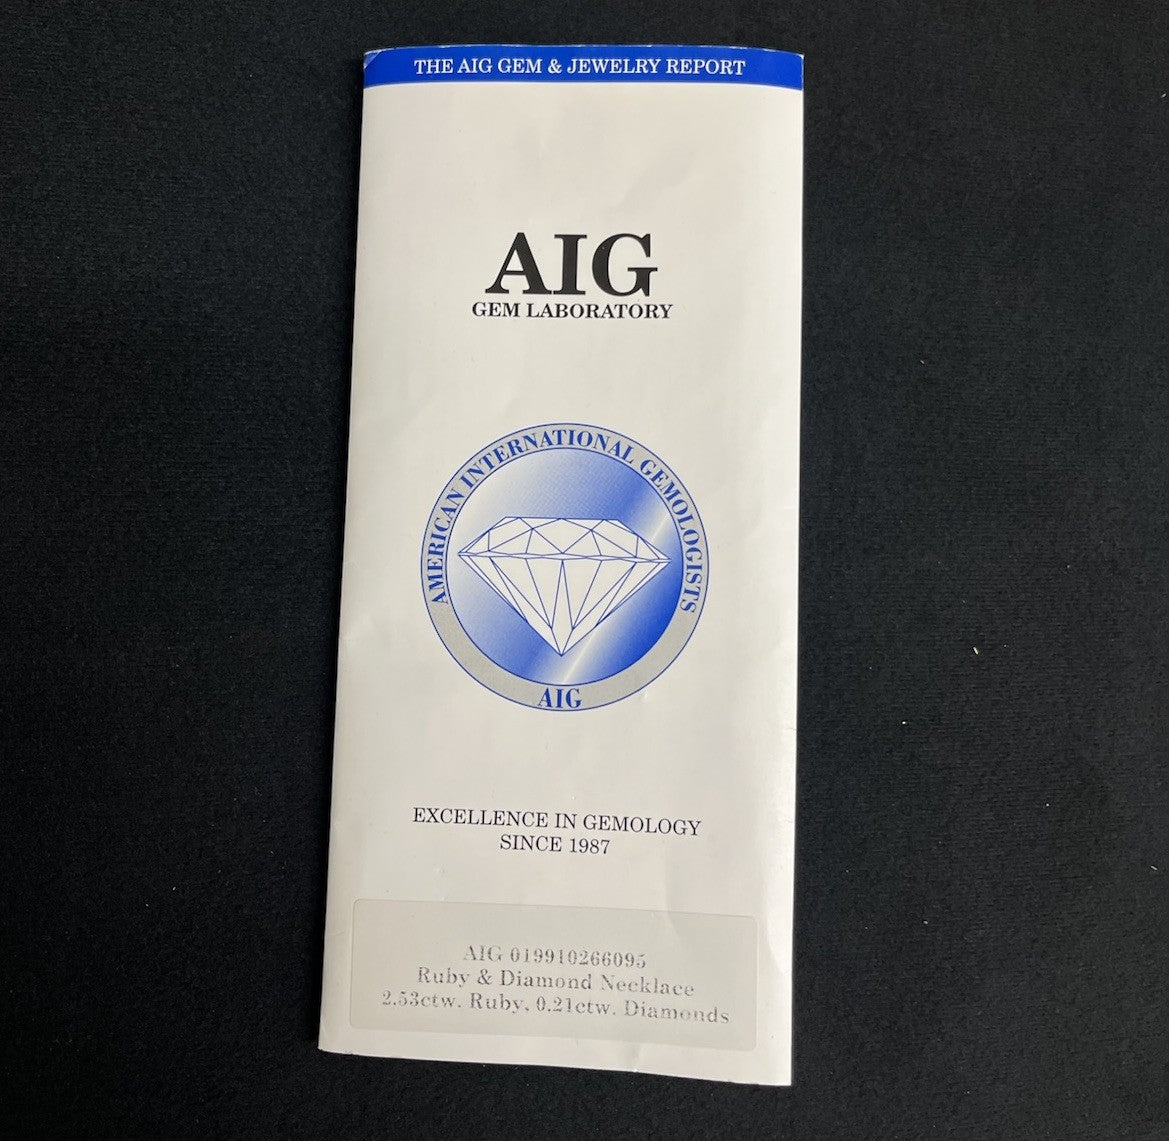 THE AIG GEM & JEWELRY REPORT
AIG
GEM LABORATORY
AMERICAN INTERNATIONAL GEMOLOGISTS
AIG
EXCELLENCE IN GEMOLOGY
SINCE 1987
AIG 019910266095
Ruby & Diamond Necklace
2.53ctw. Ruby, 0.21ctw. Diamonds